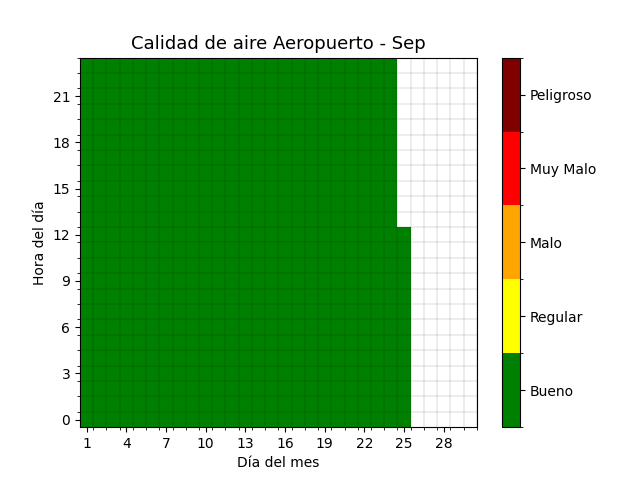 Calidad de aire Aeropuerto - Sep
21
18
15
12
9
6
3
0
Hora del día
1 4 7 10 13 16 19 22 25 28
Día del mes
Peligroso
Muy Malo
Malo
Regular
Bueno